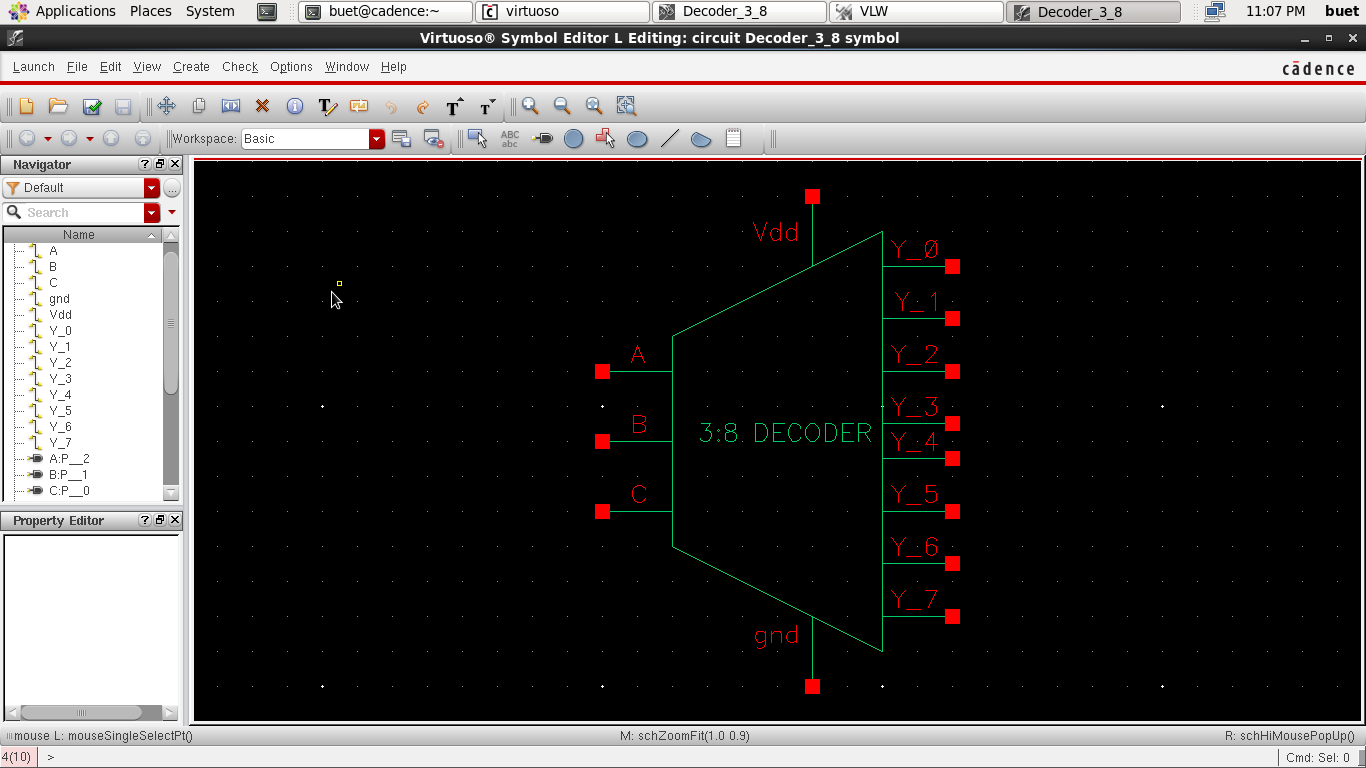 Applications Places System buet@cadence:~ virtuoso Decoder_3_8 VLW Decoder_3_8 11:07 PM buet
Virtuoso® Symbol Editor L Editing: circuit Decoder_3_8 symbol
Launch File Edit View Create Check Options Window Help
cādence
Workspace: Basic
ABC
abc
Navigator
Default
Search
Name
A
B
C
gnd
Vdd
Y_0
Y_1
Y_2
Y_3
Y_4
Y_5
Y_6
Y_7
A:P__2
B:P__1
C:P__0
Property Editor
Vdd
Y_0
Y_1
A
Y_2
Y_3
B
3:8 DECODER
Y_4
C
Y_5
Y_6
Y_7
gnd
mouse L: mouseSingleSelectPt() M: schZoomFit(1.0 0.9) R: schHiMousePopUp()
4(10) > Cmd: Sel: 0